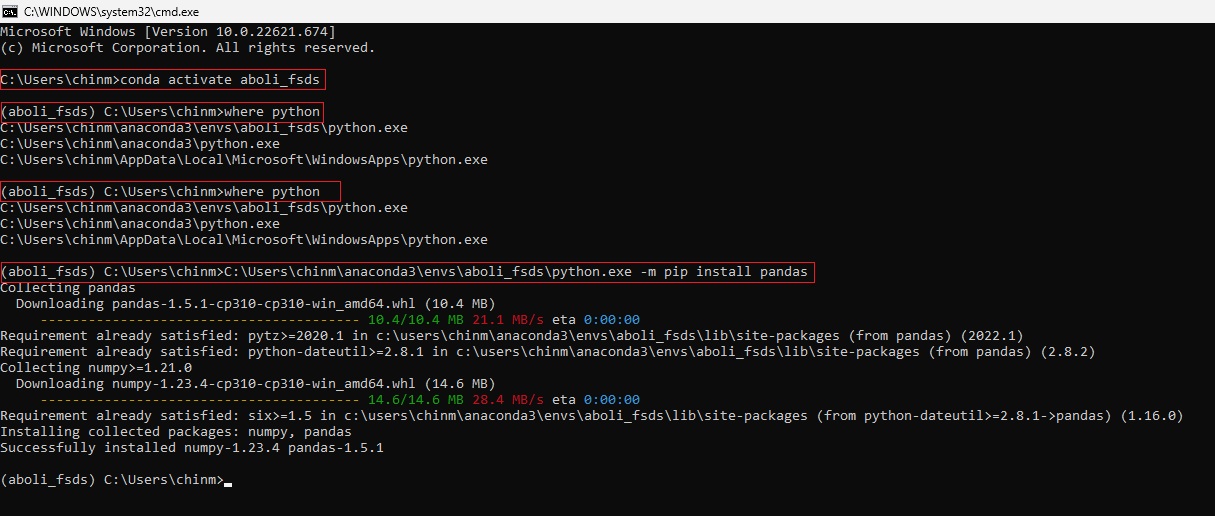 C:\WINDOWS\system32\cmd.exe
Microsoft Windows [Version 10.0.22621.674]
(c) Microsoft Corporation. All rights reserved.
C:\Users\chinm>conda activate aboli_fsds
(aboli_fsds) C:\Users\chinm>where python
C:\Users\chinm\anaconda3\envs\aboli_fsds\python.exe
C:\Users\chinm\anaconda3\python.exe
C:\Users\chinm\AppData\Local\Microsoft\WindowsApps\python.exe
(aboli_fsds) C:\Users\chinm>where python
C:\Users\chinm\anaconda3\envs\aboli_fsds\python.exe
C:\Users\chinm\anaconda3\python.exe
C:\Users\chinm\AppData\Local\Microsoft\WindowsApps\python.exe
(aboli_fsds) C:\Users\chinm>C:\Users\chinm\anaconda3\envs\aboli_fsds\python.exe -m pip install pandas
Collecting pandas
  Downloading pandas-1.5.1-cp310-cp310-win_amd64.whl (10.4 MB)
     ---------------------------------------- 10.4/10.4 MB 21.1 MB/s eta 0:00:00
Requirement already satisfied: pytz>=2020.1 in c:\users\chinm\anaconda3\envs\aboli_fsds\lib\site-packages (from pandas) (2022.1)
Requirement already satisfied: python-dateutil>=2.8.1 in c:\users\chinm\anaconda3\envs\aboli_fsds\lib\site-packages (from pandas) (2.8.2)
Collecting numpy>=1.21.0
  Downloading numpy-1.23.4-cp310-cp310-win_amd64.whl (14.6 MB)
     ---------------------------------------- 14.6/14.6 MB 28.4 MB/s eta 0:00:00
Requirement already satisfied: six>=1.5 in c:\users\chinm\anaconda3\envs\aboli_fsds\lib\site-packages (from python-dateutil>=2.8.1->pandas) (1.16.0)
Installing collected packages: numpy, pandas
Successfully installed numpy-1.23.4 pandas-1.5.1
(aboli_fsds) C:\Users\chinm>